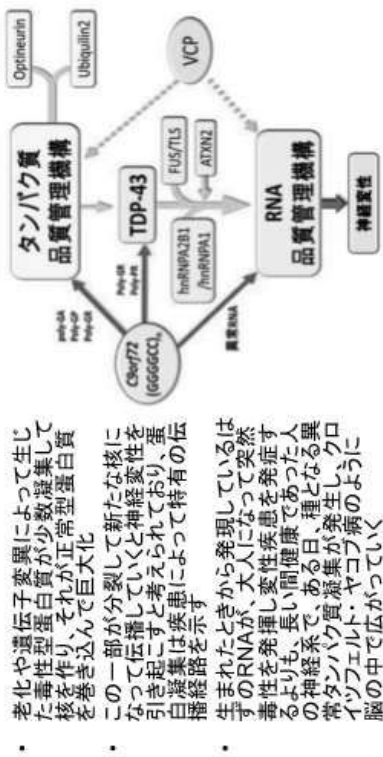 • 老化や遺伝子変異によって生じ
た毒性型蛋白質が少数凝集して
核を作り、それが正常型蛋白質
を巻き込んで巨大化
• この一部が分裂して新たな核に
なって伝播していくと神経変性を
引き起こすと考えられており、蛋
白凝集は疾患によって特有の伝
播経路を示す
• 生まれたときから発現しているは
ずのRNAが、大人になって突然
毒性を発揮し変性疾患を発症す
るよりも、長い間健康であった人
の神経系で、ある日、種となる異
常タンパク質凝集が発生し、クロ
イツフェルト・ヤコブ病のように
脳の中で広がっていく
Optineurin
Ubiquilin2
タンパク質
品質管理機構
VCP
poly-GA
Poly-GP
Poly-GR
TDP-43
FUS/TLS
ATXN2
Poly-GR
Poly-PR
C9orf72
(GGGGCC)n
hnRNPA2B1
/hnRNPA1
異常RNA
RNA
品質管理機構
神経変性